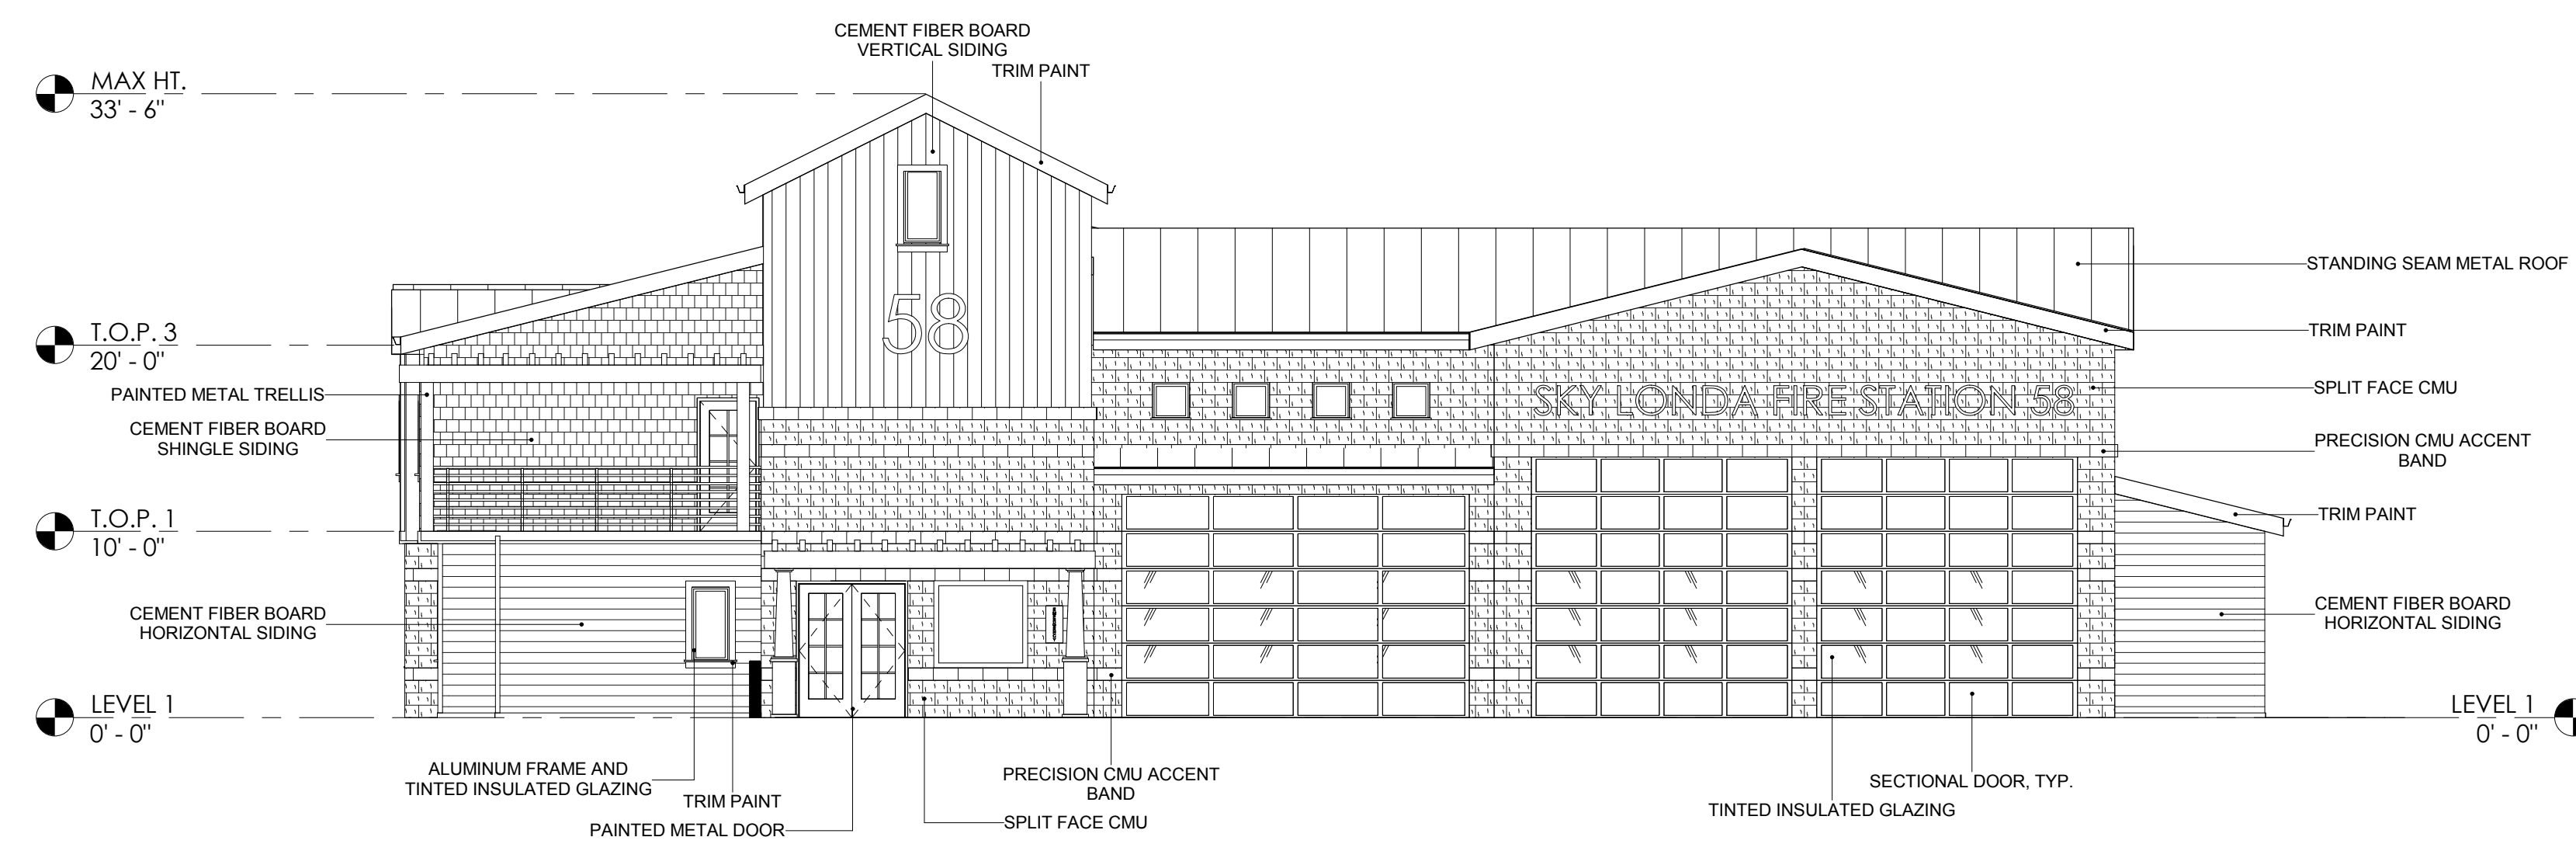 CEMENT FIBER BOARD
VERTICAL SIDING
TRIM PAINT
MAX HT.
33' - 6"
STANDING SEAM METAL ROOF
58
T.O.P. 3
20' - 0"
TRIM PAINT
PAINTED METAL TRELLIS
SPLIT FACE CMU
SKY LONDA FIRE STATION 58
CEMENT FIBER BOARD
SHINGLE SIDING
PRECISION CMU ACCENT
BAND
T.O.P. 1
10' - 0"
TRIM PAINT
CEMENT FIBER BOARD
HORIZONTAL SIDING
CEMENT FIBER BOARD
HORIZONTAL SIDING
LEVEL 1
0' - 0"
LEVEL 1
0' - 0"
ALUMINUM FRAME AND
TINTED INSULATED GLAZING
TRIM PAINT
PAINTED METAL DOOR
PRECISION CMU ACCENT
BAND
SPLIT FACE CMU
SECTIONAL DOOR, TYP.
TINTED INSULATED GLAZING